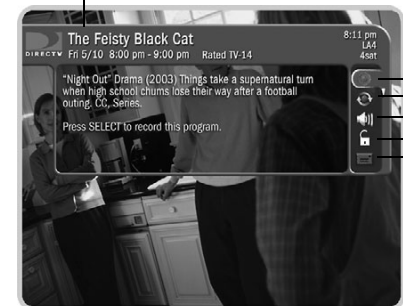 The Feisty Black Cat
8:11 pm
DIRECTV
Fri 5/10 8:00 pm - 9:00 pm Rated TV-14
LA4
4sat
"Night Out" Drama (2003) Things take a supernatural turn
when high school chums lose their way after a football
outing. CC, Series.
Press SELECT to record this program.